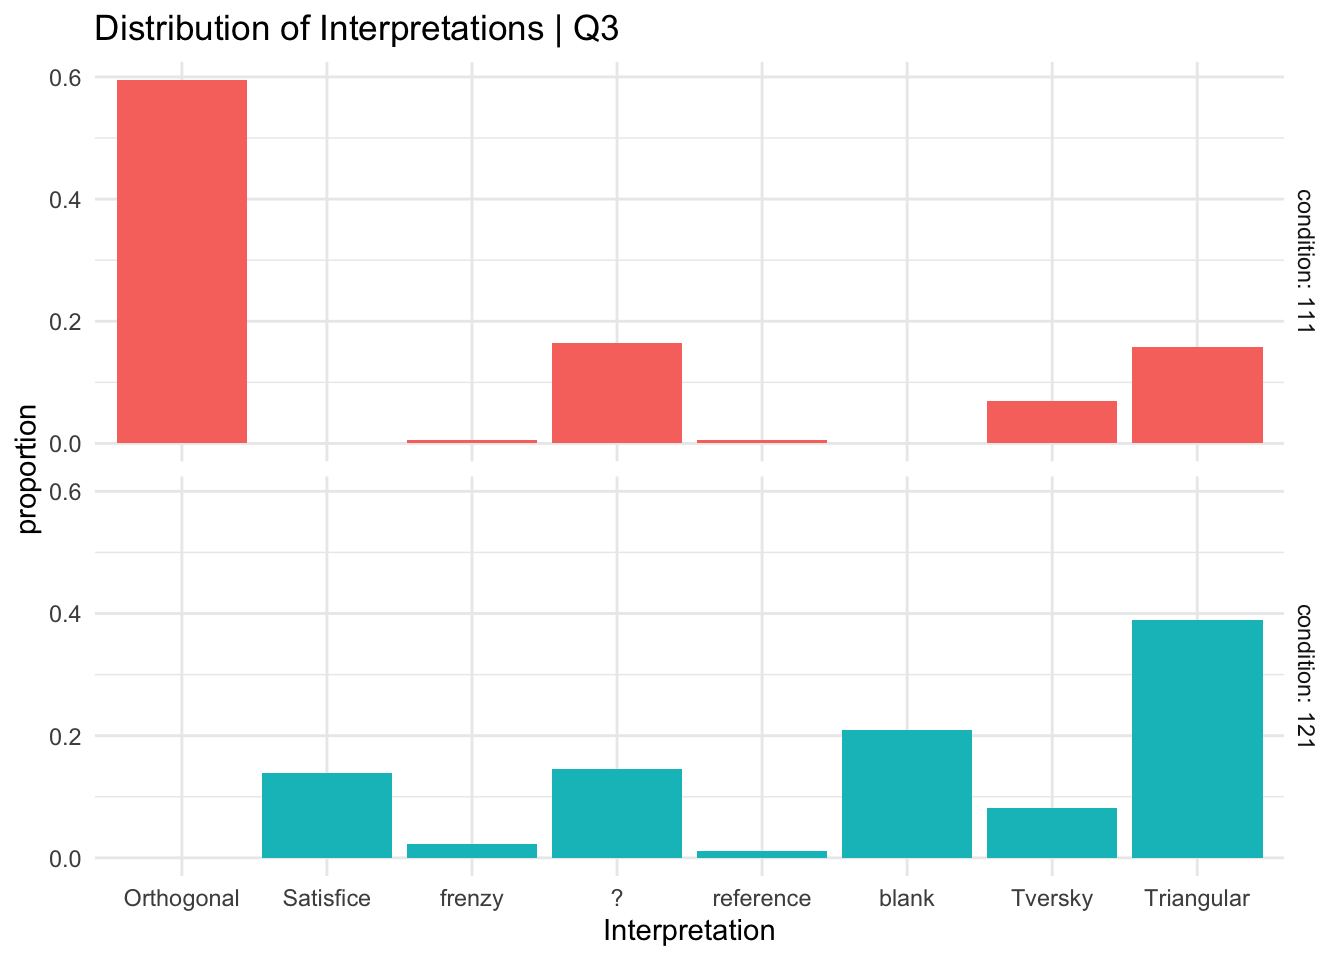 Distribution of Interpretations | Q3
0.6
0.4
0.2
0.0
condition: 111
proportion
0.6
0.4
0.2
0.0
condition: 121
Orthogonal Satisfice frenzy ? reference blank Tversky Triangular
Interpretation